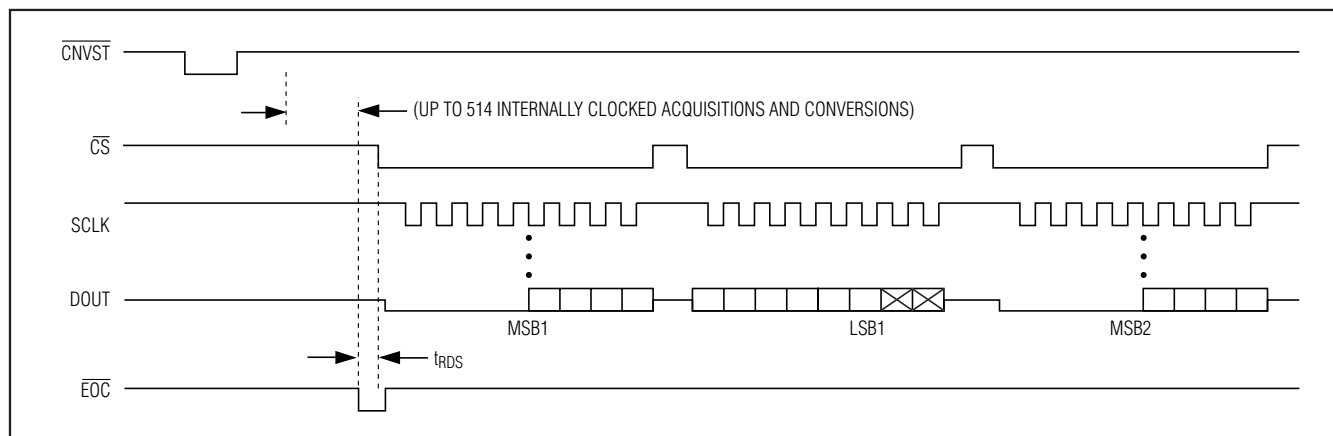 CNVST
(UP TO 514 INTERNALLY CLOCKED ACQUISITIONS AND CONVERSIONS)
CS
SCLK
DOUT
MSB1
LSB1
MSB2
tRDS
EOC